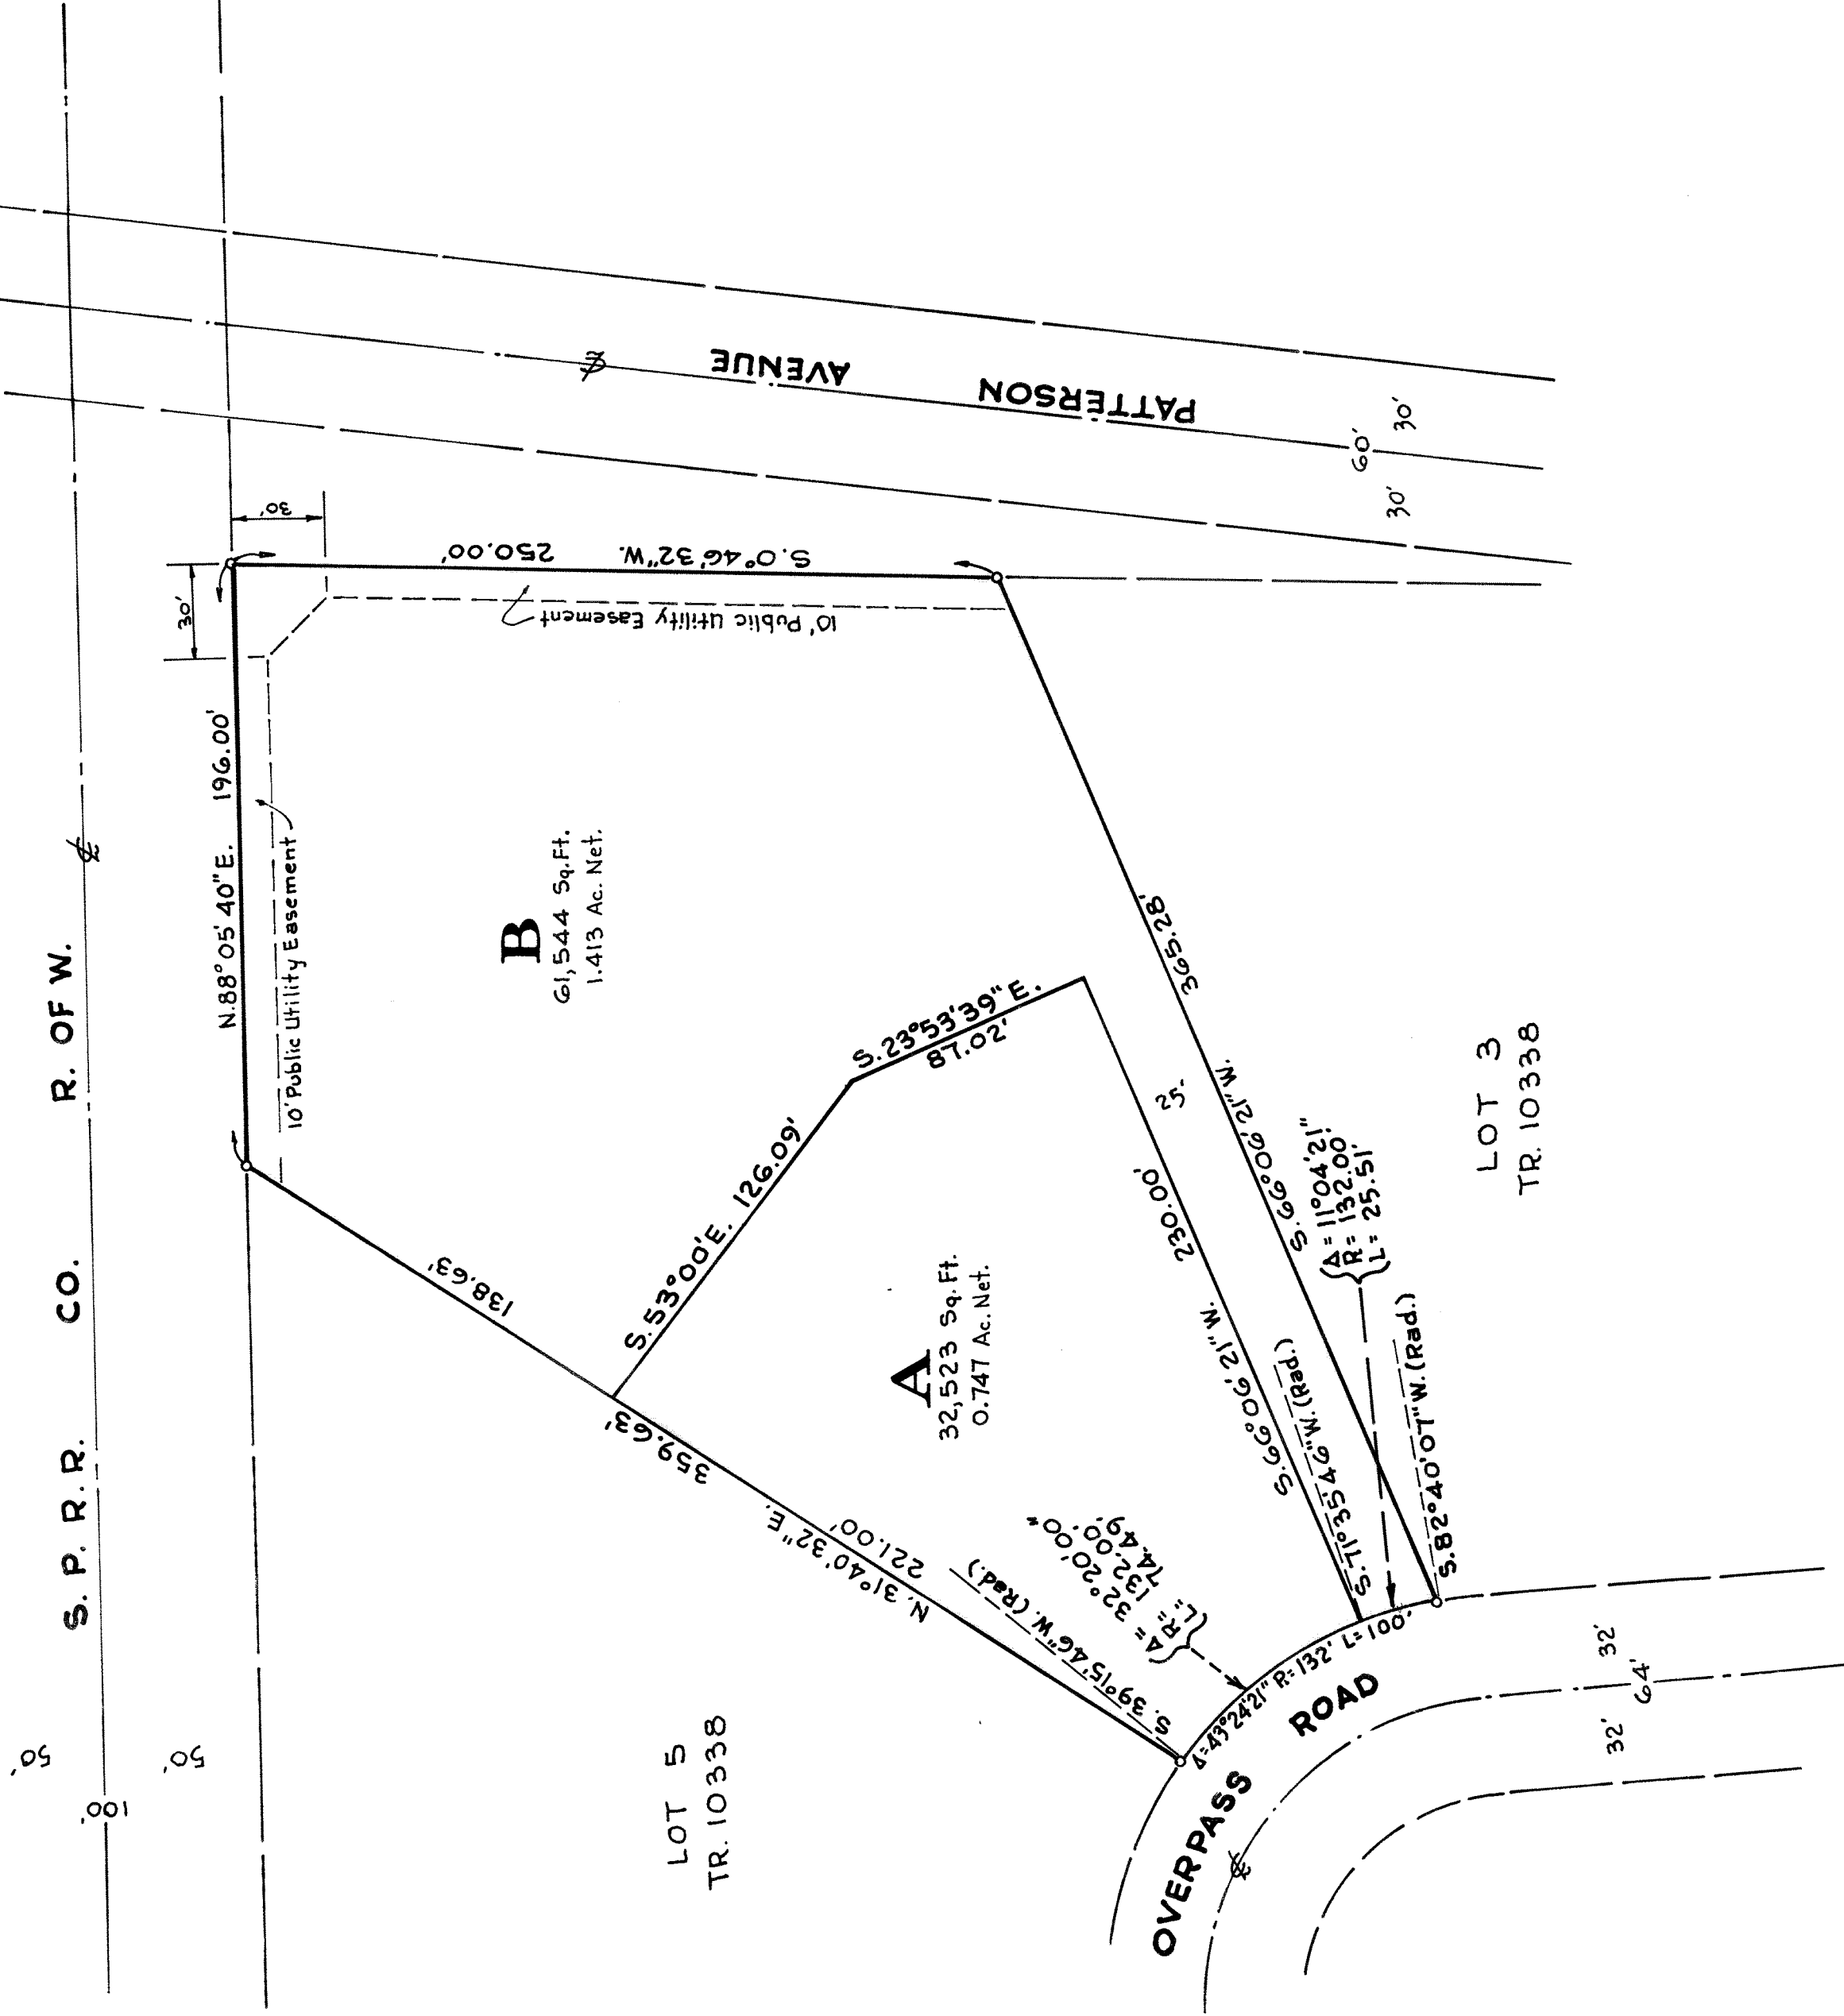 S. P. R. R. CO. R. OF W.
℄
50'
50'
100'
N.88°05'40"E. 196.00'
10' Public Utility Easement
30'
30'
S.0°46'32"W. 250.00'
10' Public Utility Easement
PATTERSON AVENUE
℄
30'
60'
30'
B
61,544 Sq.Ft.
1.413 Ac. Net.
138.63'
359.63'
N. 31°40'32"E.
221.00'
S.53°00'E. 126.09'
S.23°53'39"E.
87.02'
A
32,523 Sq.Ft.
0.747 Ac. Net.
230.00'
S.66°06'21"W.
25'
365.28'
S.66°06'21"W.
S.39°15'46"W.(Rad.)
Δ= 32°20'00"
R= 132.00'
L= 74.49'
S.71°35'46"W.(Rad.)
Δ= 11°04'21"
R= 132.00'
L= 25.51'
S.82°40'07"W.(Rad.)
Δ=43°24'21" R=132' L=100'
OVERPASS ROAD
℄
32'
64'
32'
LOT 5
TR. 10338
LOT 3
TR. 10338